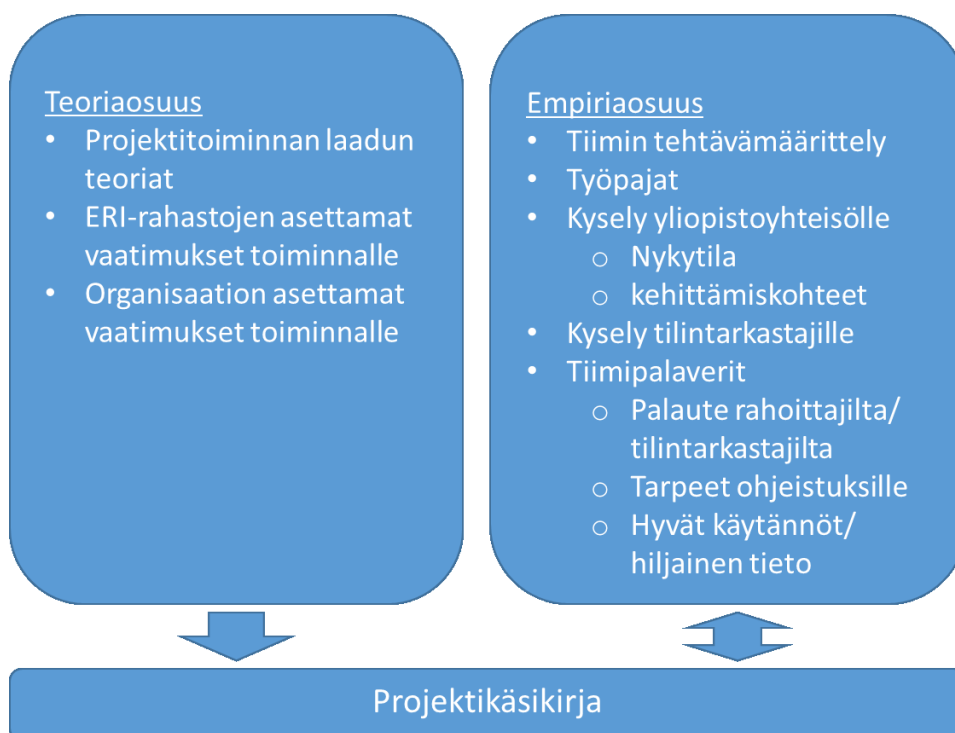 Teoriaosuus
• Projektitoiminnan laadun
teoriat
• ERI-rahastojen asettamat
vaatimukset toiminnalle
• Organisaation asettamat
vaatimukset toiminnalle
Empiriaosuus
• Tiimin tehtävämäärittely
• Työpajat
• Kysely yliopistoyhteisölle
o Nykytila
o kehittämiskohteet
• Kysely tilintarkastajille
• Tiimipalaverit
o Palaute rahoittajilta/
tilintarkastajilta
o Tarpeet ohjeistuksille
o Hyvät käytännöt/
hiljainen tieto
Projektikäsikirja